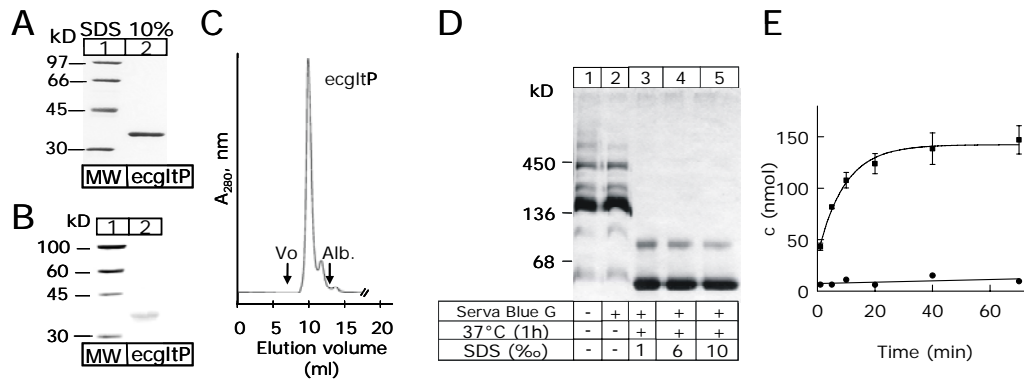 A
SDS 10%
kD
1 2
97
66
45
30
MW ecgltP
B
kD
1 2
100
60
45
30
MW ecgltP
C
ecgltP
A280, nm
Vo Alb.
0 5 10 15 20
Elution volume
(ml)
D
1 2 3 4 5
kD
450
136
68
Serva Blue G - + + + +
37°C (1h) - - + + +
SDS (‰) - - 1 6 10
E
150
100
50
0
c (nmol)
0 20 40 60
Time (min)